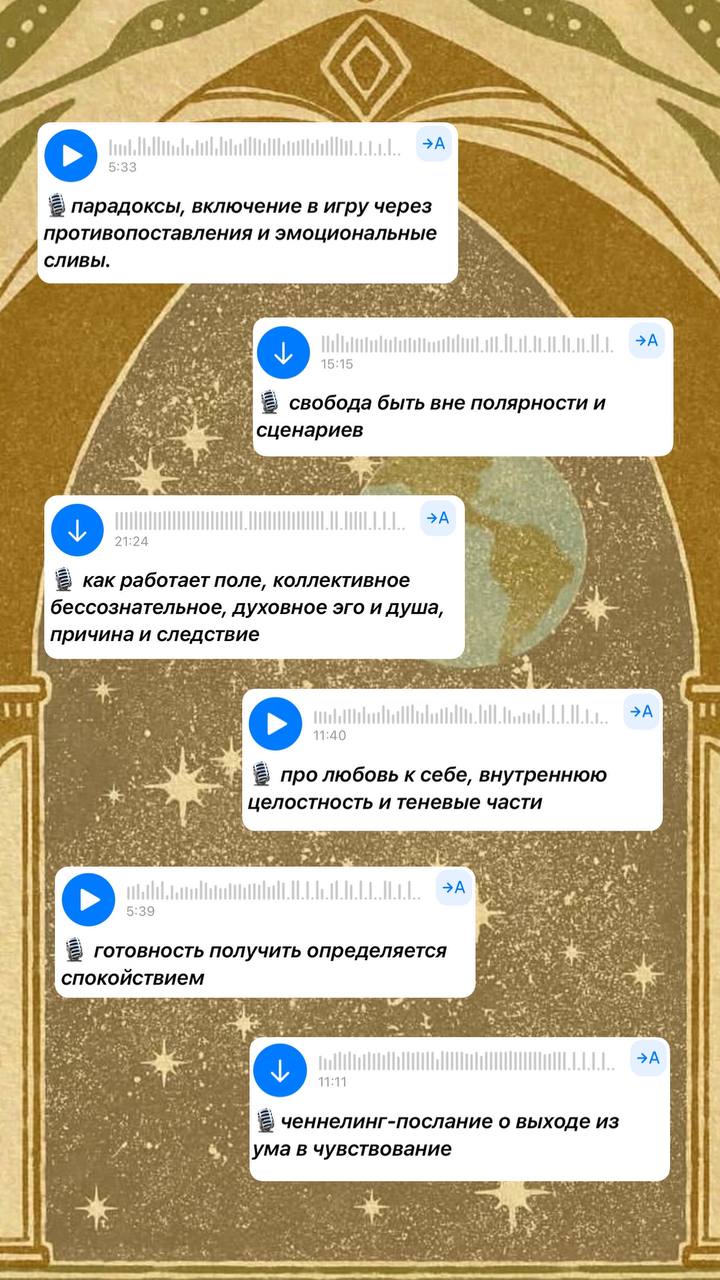 →A
5:33
🎙️парадоксы, включение в игру через
противопоставления и эмоциональные
сливы.
→A
15:15
🎙️ свобода быть вне полярности и
сценариев
→A
21:24
🎙️ как работает поле, коллективное
бессознательное, духовное эго и душа,
причина и следствие
→A
11:40
🎙️ про любовь к себе, внутреннюю
целостность и теневые части
→A
5:39
🎙️ готовность получить определяется
спокойствием
→A
11:11
🎙️ченнелинг-послание о выходе из
ума в чувствование